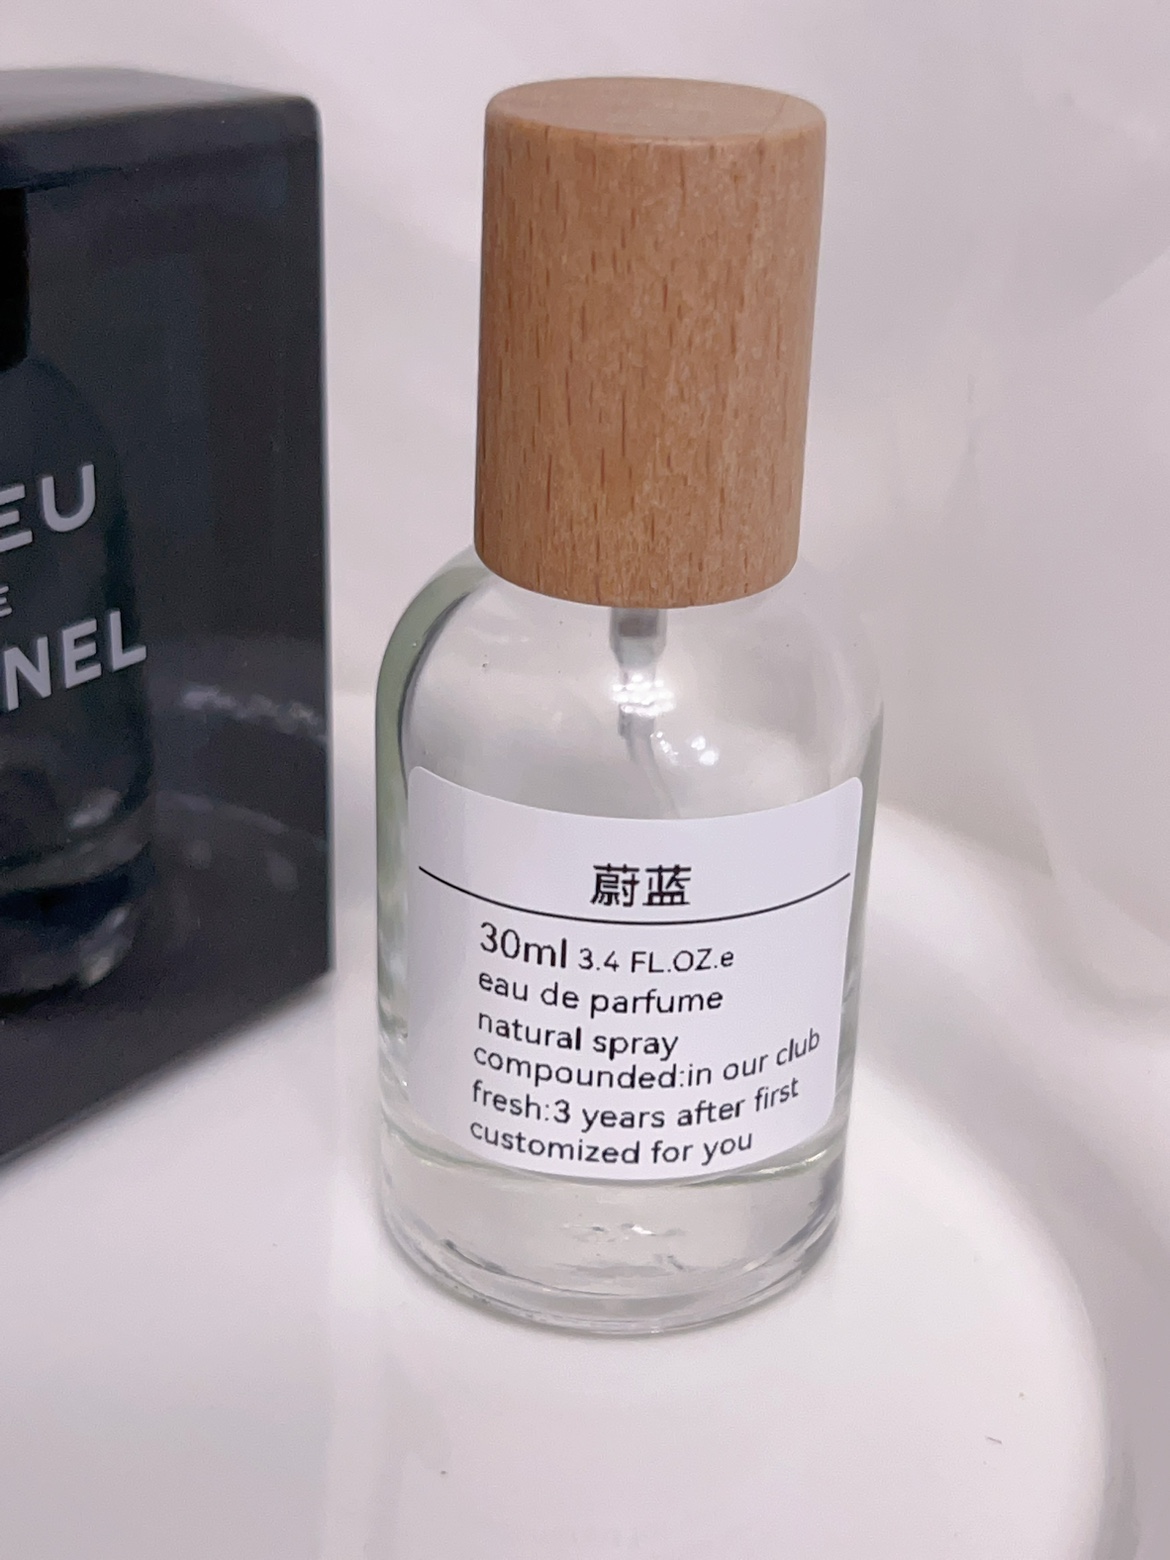 EU
E
NEL
蔚蓝
30ml 3.4 FL.OZ.e
eau de parfume
natural spray
compounded:in our club
fresh:3 years after first
customized for you